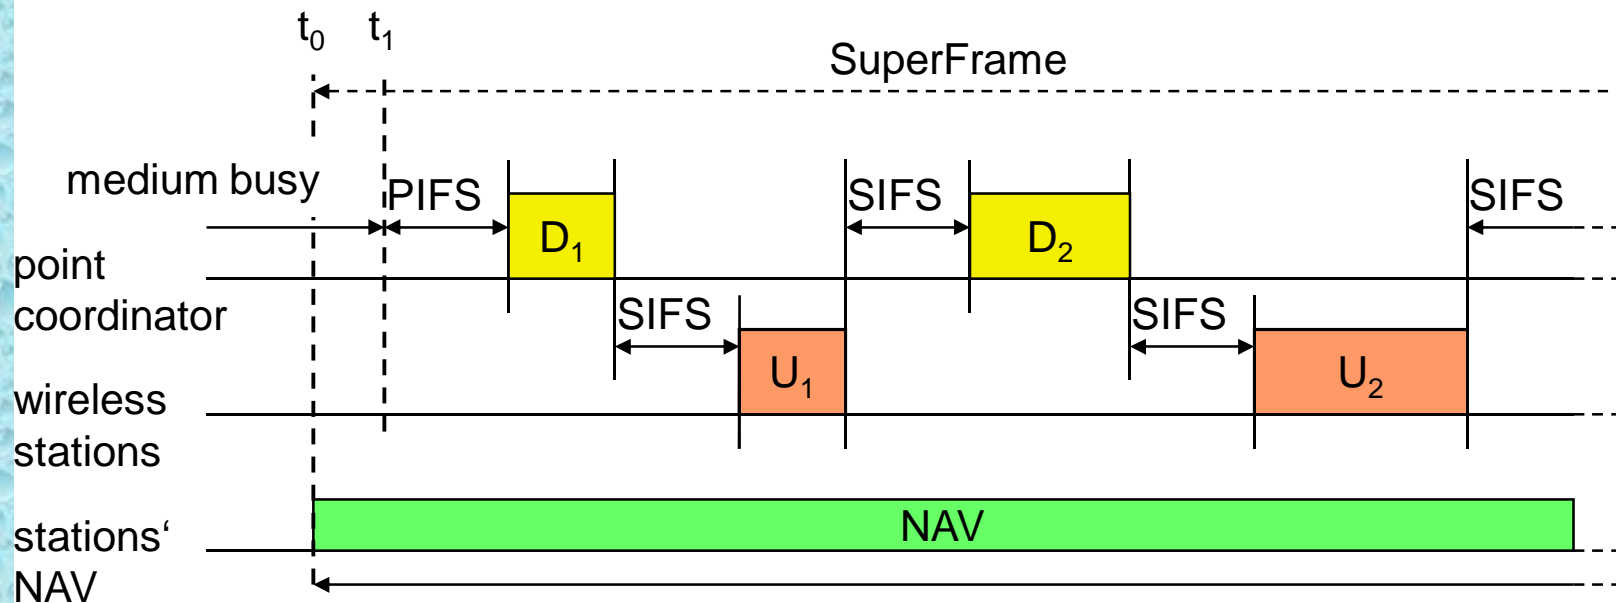 t₀ t₁
SuperFrame
medium busy
PIFS
SIFS
SIFS
D₁
D₂
point
coordinator
SIFS
SIFS
U₁
U₂
wireless
stations
NAV
stations‘
NAV